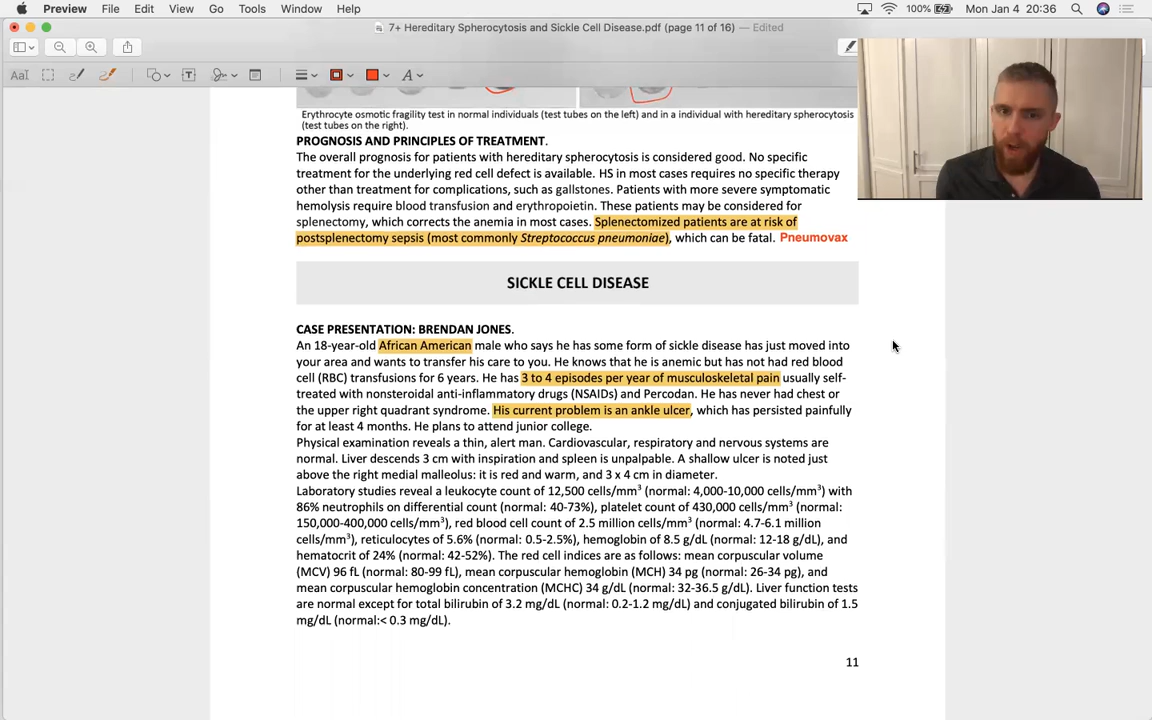 Preview File Edit View Go Tools Window Help 100% Mon Jan 4 20:36
7+ Hereditary Spherocytosis and Sickle Cell Disease.pdf (page 11 of 16) — Edited
AaI T A
Erythrocyte osmotic fragility test in normal individuals (test tubes on the left) and in a individual with hereditary spherocytosis
(test tubes on the right).
PROGNOSIS AND PRINCIPLES OF TREATMENT.
The overall prognosis for patients with hereditary spherocytosis is considered good. No specific
treatment for the underlying red cell defect is available. HS in most cases requires no specific therapy
other than treatment for complications, such as gallstones. Patients with more severe symptomatic
hemolysis require blood transfusion and erythropoietin. These patients may be considered for
splenectomy, which corrects the anemia in most cases. Splenectomized patients are at risk of
postsplenectomy sepsis (most commonly Streptococcus pneumoniae), which can be fatal. Pneumovax
SICKLE CELL DISEASE
CASE PRESENTATION: BRENDAN JONES.
An 18-year-old African American male who says he has some form of sickle disease has just moved into
your area and wants to transfer his care to you. He knows that he is anemic but has not had red blood
cell (RBC) transfusions for 6 years. He has 3 to 4 episodes per year of musculoskeletal pain usually self-
treated with nonsteroidal anti-inflammatory drugs (NSAIDs) and Percodan. He has never had chest or
the upper right quadrant syndrome. His current problem is an ankle ulcer, which has persisted painfully
for at least 4 months. He plans to attend junior college.
Physical examination reveals a thin, alert man. Cardiovascular, respiratory and nervous systems are
normal. Liver descends 3 cm with inspiration and spleen is unpalpable. A shallow ulcer is noted just
above the right medial malleolus: it is red and warm, and 3 x 4 cm in diameter.
Laboratory studies reveal a leukocyte count of 12,500 cells/mm³ (normal: 4,000-10,000 cells/mm³) with
86% neutrophils on differential count (normal: 40-73%), platelet count of 430,000 cells/mm³ (normal:
150,000-400,000 cells/mm³), red blood cell count of 2.5 million cells/mm³ (normal: 4.7-6.1 million
cells/mm³), reticulocytes of 5.6% (normal: 0.5-2.5%), hemoglobin of 8.5 g/dL (normal: 12-18 g/dL), and
hematocrit of 24% (normal: 42-52%). The red cell indices are as follows: mean corpuscular volume
(MCV) 96 fL (normal: 80-99 fL), mean corpuscular hemoglobin (MCH) 34 pg (normal: 26-34 pg), and
mean corpuscular hemoglobin concentration (MCHC) 34 g/dL (normal: 32-36.5 g/dL). Liver function tests
are normal except for total bilirubin of 3.2 mg/dL (normal: 0.2-1.2 mg/dL) and conjugated bilirubin of 1.5
mg/dL (normal:< 0.3 mg/dL).
11